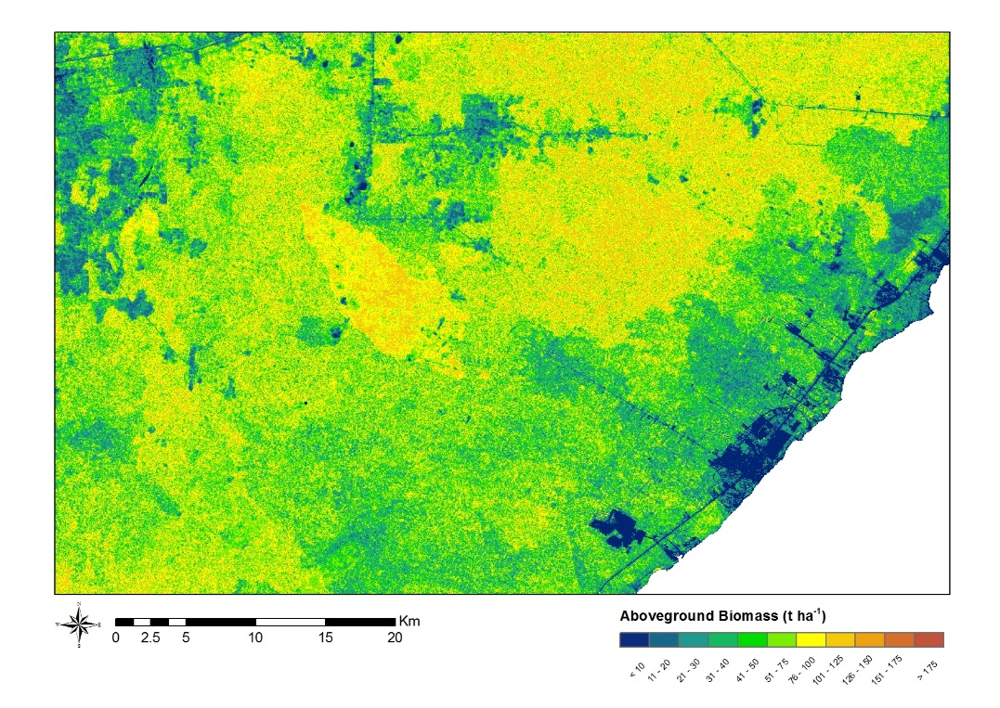 S
W E
S
Km
0 2.5 5 10 15 20
Aboveground Biomass (t ha⁻¹)
< 10 11 - 20 21 - 30 31 - 40 41 - 50 51 - 75 76 - 100 101 - 125 126 - 150 151 - 175 > 175